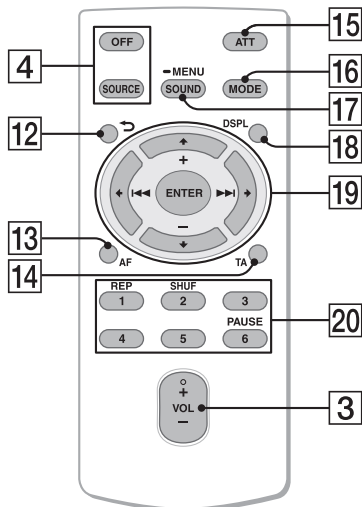 OFF
ATT
15
4
-MENU
16
SOURCE
SOUND
MODE
17
12
DSPL
18
+
ENTER
19
-
13
AF
TA
14
REP
SHUF
1
2
3
20
PAUSE
4
5
6
+
VOL
3
-